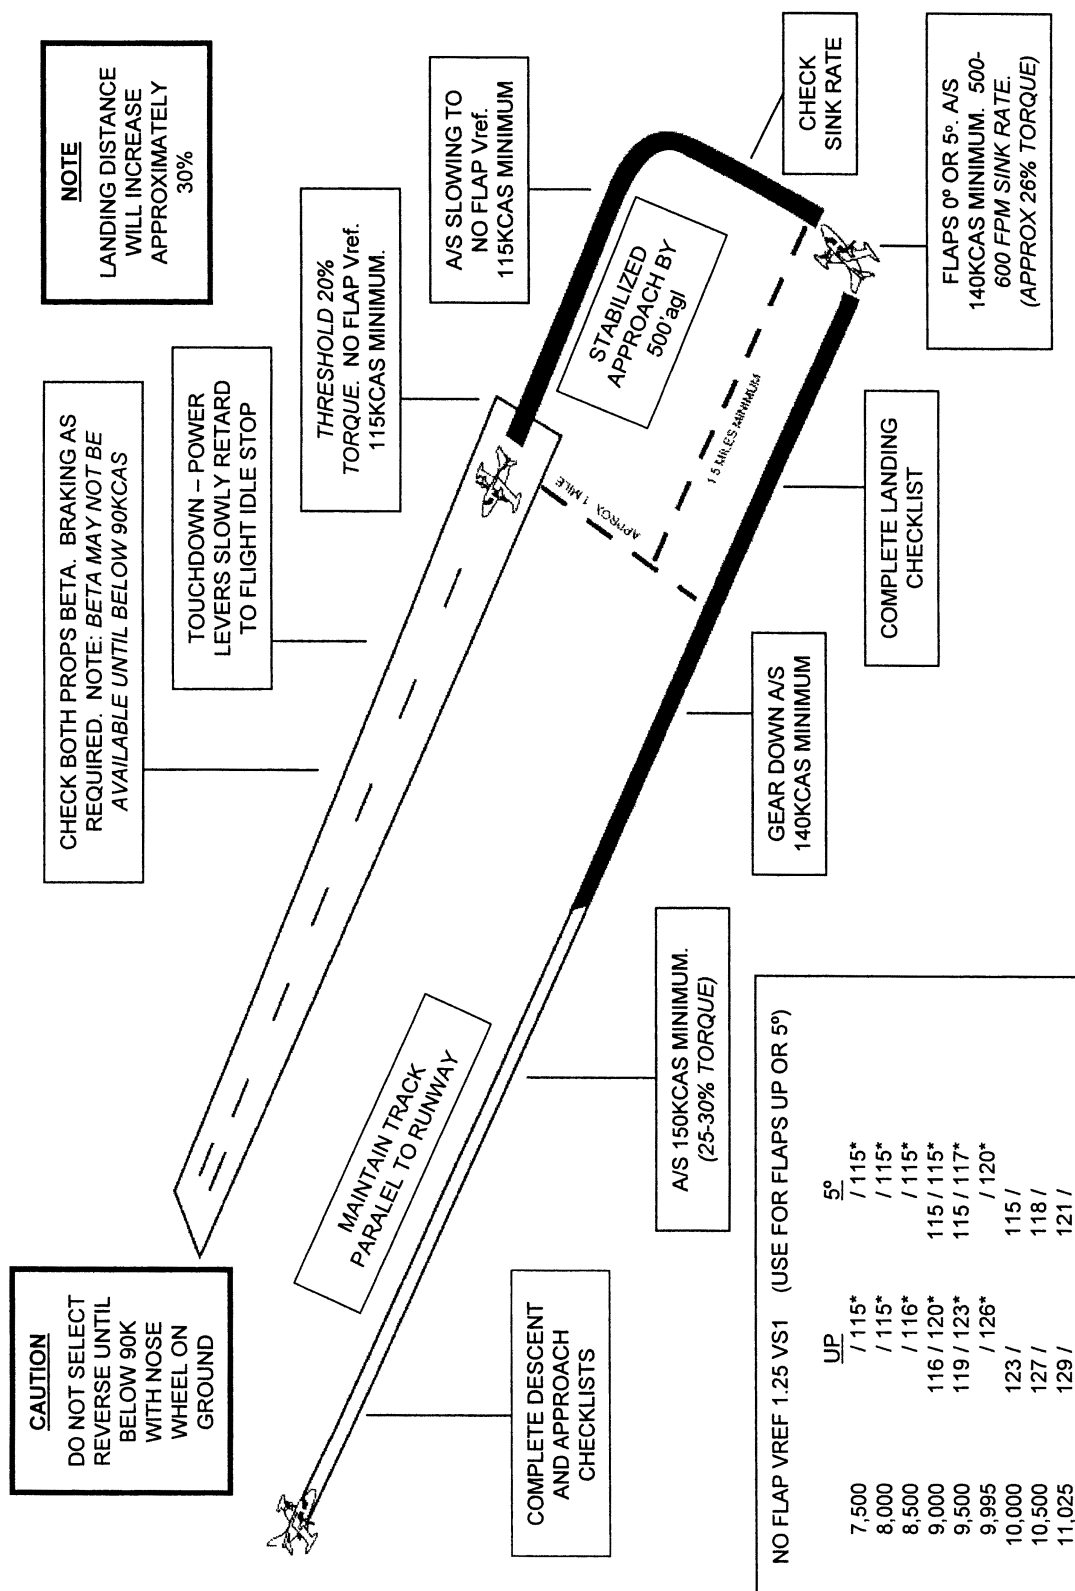 CAUTION
DO NOT SELECT
REVERSE UNTIL
BELOW 90K
WITH NOSE
WHEEL ON
GROUND
CHECK BOTH PROPS BETA. BRAKING AS
REQUIRED. NOTE: BETA MAY NOT BE
AVAILABLE UNTIL BELOW 90KCAS
NOTE
LANDING DISTANCE
WILL INCREASE
APPROXIMATELY
30%
TOUCHDOWN – POWER
LEVERS SLOWLY RETARD
TO FLIGHT IDLE STOP
THRESHOLD 20%
TORQUE. NO FLAP Vref.
115KCAS MINIMUM.
A/S SLOWING TO
NO FLAP Vref.
115KCAS MINIMUM
MAINTAIN TRACK
PARALEL TO RUNWAY
STABILIZED
APPROACH BY
500'agl
APPROX 1 MILE
1.5 MILES MINIMUM
CHECK
SINK RATE
COMPLETE DESCENT
AND APPROACH
CHECKLISTS
A/S 150KCAS MINIMUM.
(25-30% TORQUE)
GEAR DOWN A/S
140KCAS MINIMUM
COMPLETE LANDING
CHECKLIST
FLAPS 0º OR 5º. A/S
140KCAS MINIMUM. 500-
600 FPM SINK RATE.
(APPROX 26% TORQUE)
NO FLAP VREF 1.25 VS1 (USE FOR FLAPS UP OR 5º)
UP 5º
7,500 / 115* / 115*
8,000 / 115* / 115*
8,500 / 116* / 115*
9,000 116 / 120* 115 / 115*
9,500 119 / 123* 115 / 117*
9,995 / 126* / 120*
10,000 123 / 115 /
10,500 127 / 118 /
11,025 129 / 121 /